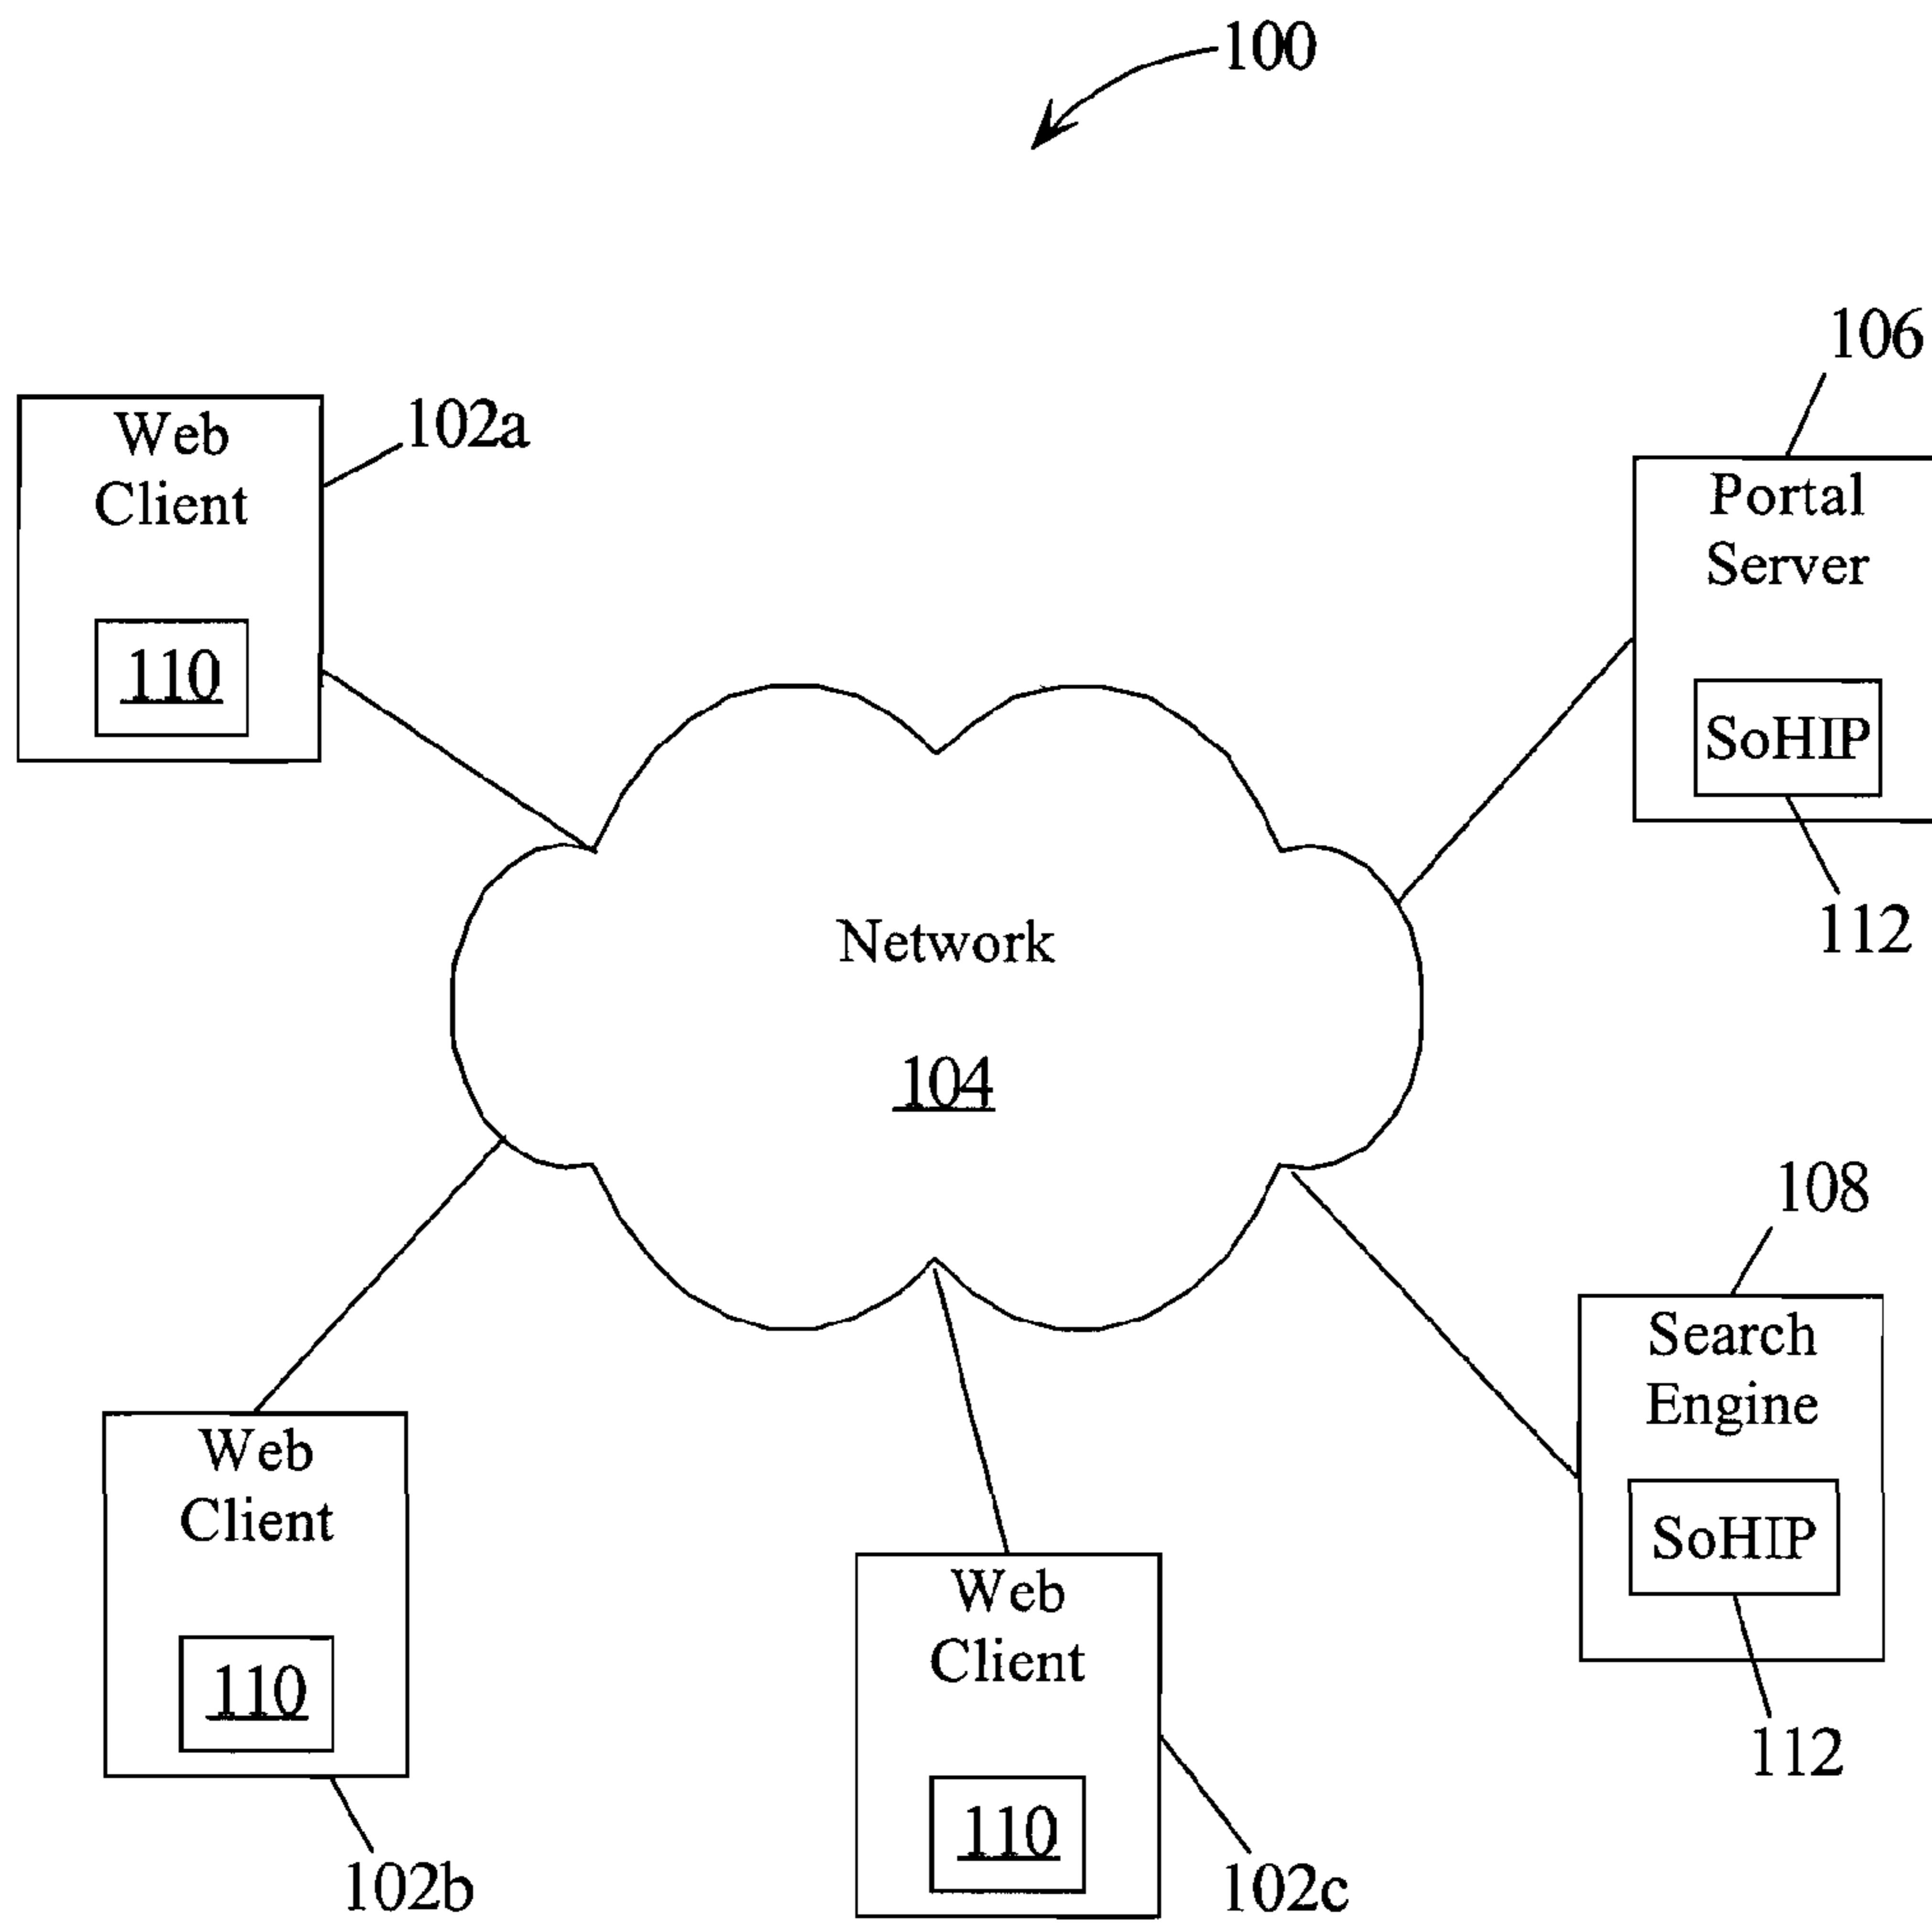 100
106
Web
Client
110
102a
Portal
Server
SoHIP
112
Network
104
108
Search
Engine
SoHIP
112
Web
Client
110
102b
Web
Client
110
102c